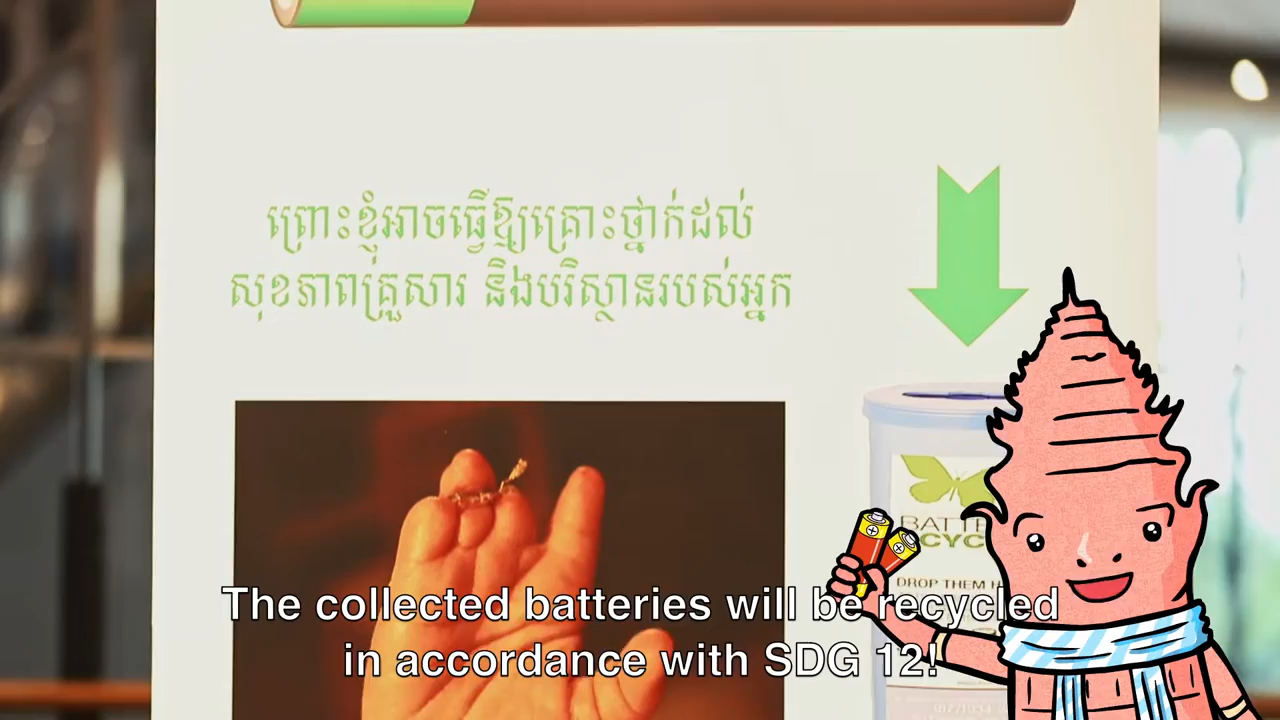 ព្រោះខ្ញុំអាចធ្វើឱ្យគ្រោះថ្នាក់ដល់
សុខភាពគ្រួសារ និងបរិស្ថានរបស់អ្នក
DROP THEM
The collected batteries will be recycled
in accordance with SDG 12!